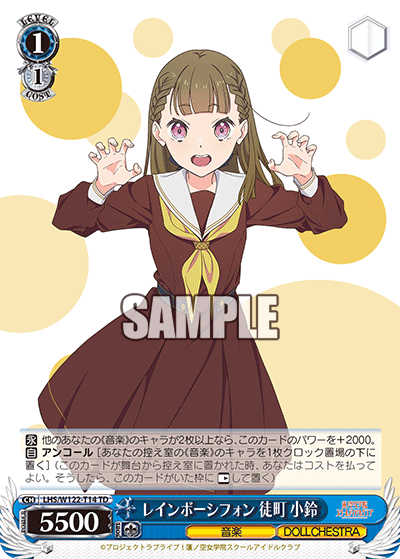 LEVEL
1
1
COST
SAMPLE
永 他のあなたの《音楽》のキャラが2枚以上なら、このカードのパワーを+2000。
自 アンコール [あなたの控え室の《音楽》のキャラを1枚クロック置場の下に
置く] (このカードが舞台から控え室に置かれた時、あなたはコストを払って
よい。そうしたら、このカードがいた枠に レストして置く)
CH LHS/W122-T14 TD
5500
レインボーシフォン 徒町 小鈴
音楽
DOLLCHESTRA
©プロジェクトラブライブ!蓮ノ空女学院スクールアイドルクラブ